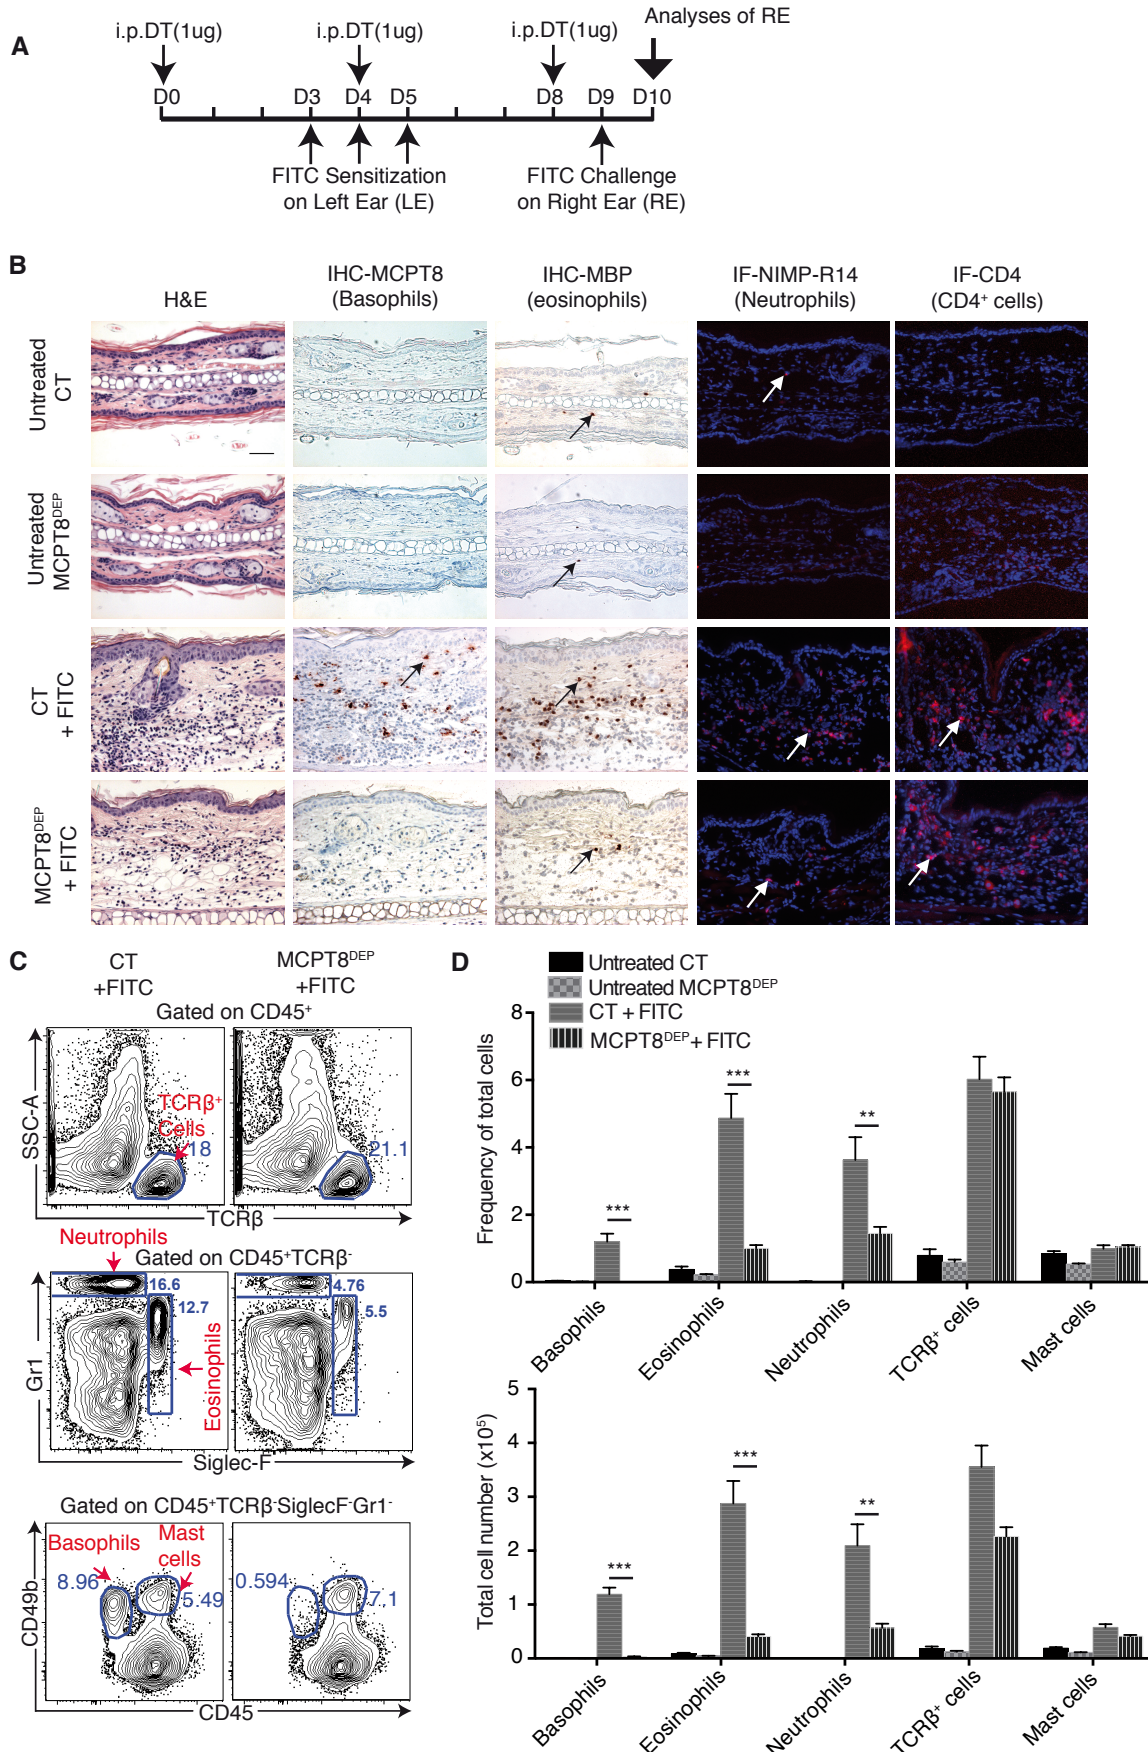 A
i.p.DT(1ug) i.p.DT(1ug) i.p.DT(1ug) Analyses of RE
D0 D3 D4 D5 D8 D9 D10
FITC Sensitization
on Left Ear (LE)
FITC Challenge
on Right Ear (RE)
B
H&E
IHC-MCPT8
(Basophils)
IHC-MBP
(eosinophils)
IF-NIMP-R14
(Neutrophils)
IF-CD4
(CD4⁺ cells)
Untreated
CT
Untreated
MCPT8ᴰᴱᴾ
CT
+ FITC
MCPT8ᴰᴱᴾ
+ FITC
C
CT
+FITC
MCPT8ᴰᴱᴾ
+FITC
Gated on CD45⁺
SSC-A
TCRβ⁺
Cells
18
21.1
TCRβ
Neutrophils
Gated on CD45⁺TCRβ⁻
16.6
12.7
4.76
5.5
Eosinophils
Gr1
Siglec-F
Gated on CD45⁺TCRβ⁻SiglecF⁻Gr1⁻
Basophils
Mast
cells
8.96
5.49
0.594
7.1
CD49b
CD45
D
Untreated CT
Untreated MCPT8ᴰᴱᴾ
CT + FITC
MCPT8ᴰᴱᴾ+ FITC
Frequency of total cells
8
6
4
2
0
***
***
**
Basophils
Eosinophils
Neutrophils
TCRβ⁺ cells
Mast cells
Total cell number (x10⁵)
5
4
3
2
1
0
***
***
**
Basophils
Eosinophils
Neutrophils
TCRβ⁺ cells
Mast cells